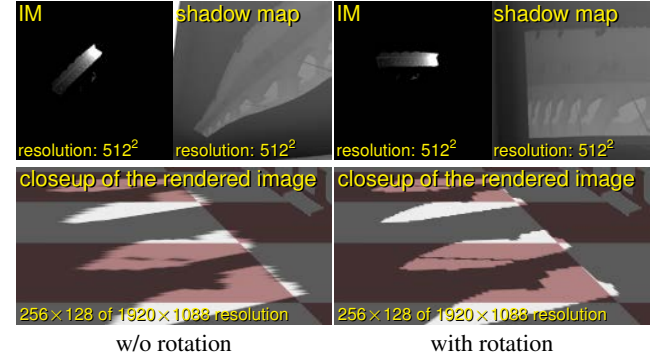 IM
shadow map
IM
shadow map
resolution: 512²
resolution: 512²
resolution: 512²
resolution: 512²
closeup of the rendered image
closeup of the rendered image
256×128 of 1920×1088 resolution
256×128 of 1920×1088 resolution
w/o rotation
with rotation